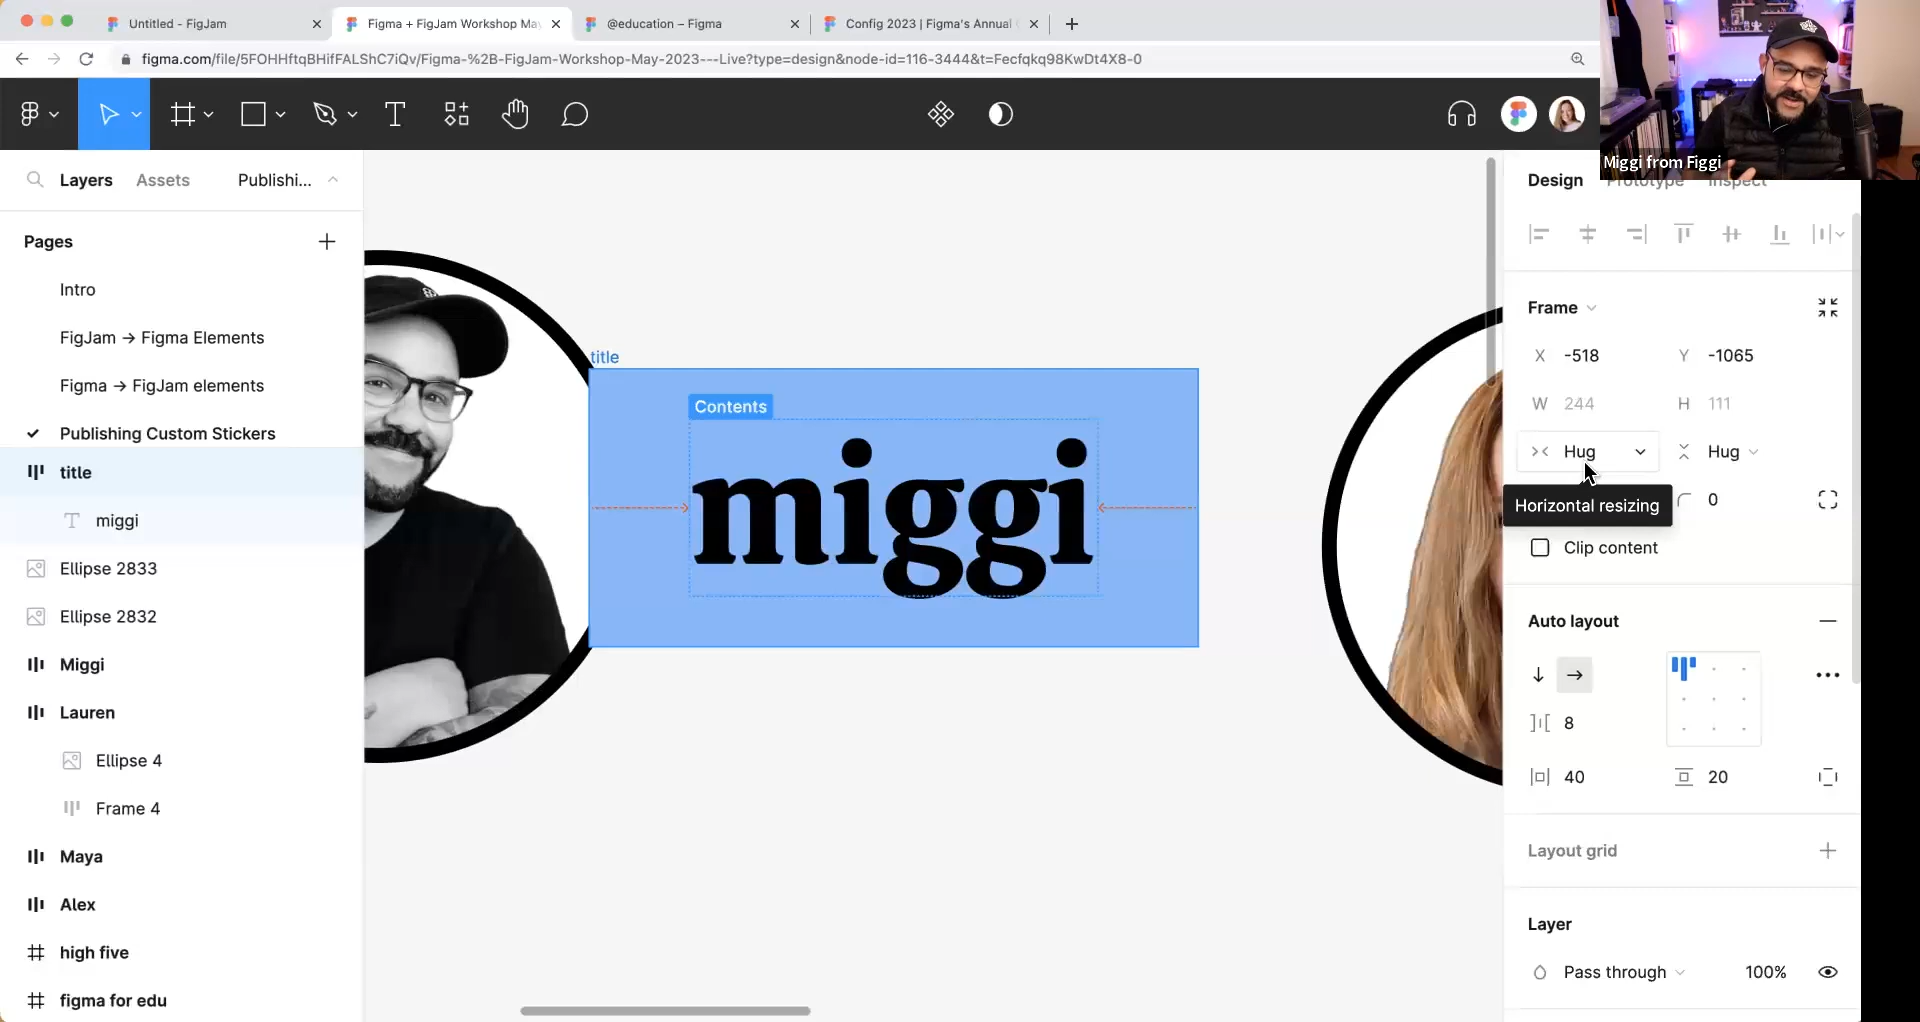 Untitled - FigJam
Figma + FigJam Workshop May
@education – Figma
Config 2023 | Figma's Annual
figma.com/file/5FOHHftqBHifFALShC7iQv/Figma-%2B-FigJam-Workshop-May-2023---Live?type=design&node-id=116-3444&t=Fecfqkq98KwDt4X8-0
Miggi from Figgi
Layers
Assets
Publishi...
Design
Prototype
Inspect
Pages
Intro
FigJam → Figma Elements
Figma → FigJam elements
Publishing Custom Stickers
title
miggi
Ellipse 2833
Ellipse 2832
Miggi
Lauren
Ellipse 4
Frame 4
Maya
Alex
high five
figma for edu
title
Contents
miggi
Frame
X -518 Y -1065
W 244 H 111
Hug Hug
Horizontal resizing
0
Clip content
Auto layout
8
40 20
Layout grid
Layer
Pass through 100%